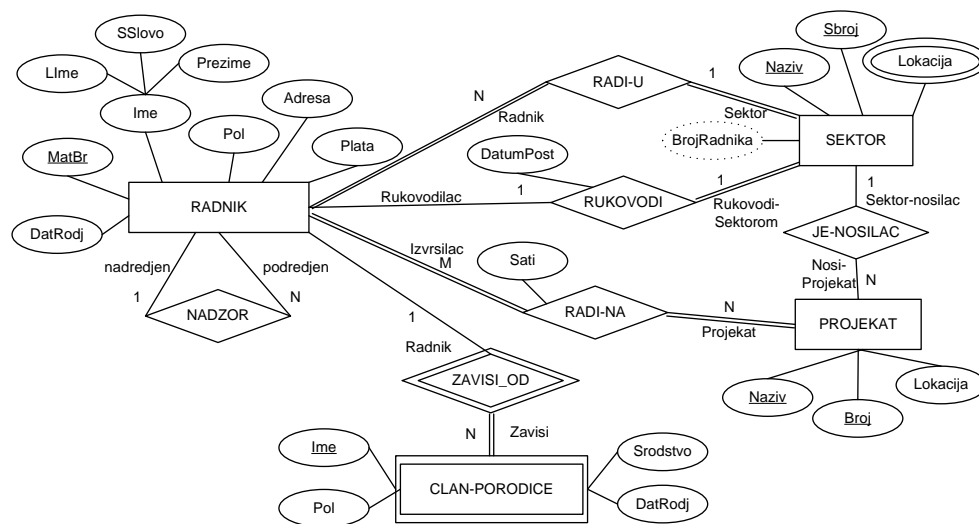 SSlovo
LIme
Prezime
Ime
Adresa
Pol
MatBr
Plata
RADNIK
DatRodj
nadredjen
podredjen
1
N
NADZOR
N
Radnik
RADI-U
1
Sektor
Sbroj
Naziv
Lokacija
BrojRadnika
SEKTOR
DatumPost
Rukovodilac
1
RUKOVODI
1
Rukovodi-
Sektorom
1
Sektor-nosilac
JE-NOSILAC
Nosi-
Projekat
N
Izvrsilac
M
Sati
RADI-NA
N
Projekat
PROJEKAT
Naziv
Broj
Lokacija
1
Radnik
ZAVISI_OD
N
Zavisi
Ime
Pol
CLAN-PORODICE
Srodstvo
DatRodj